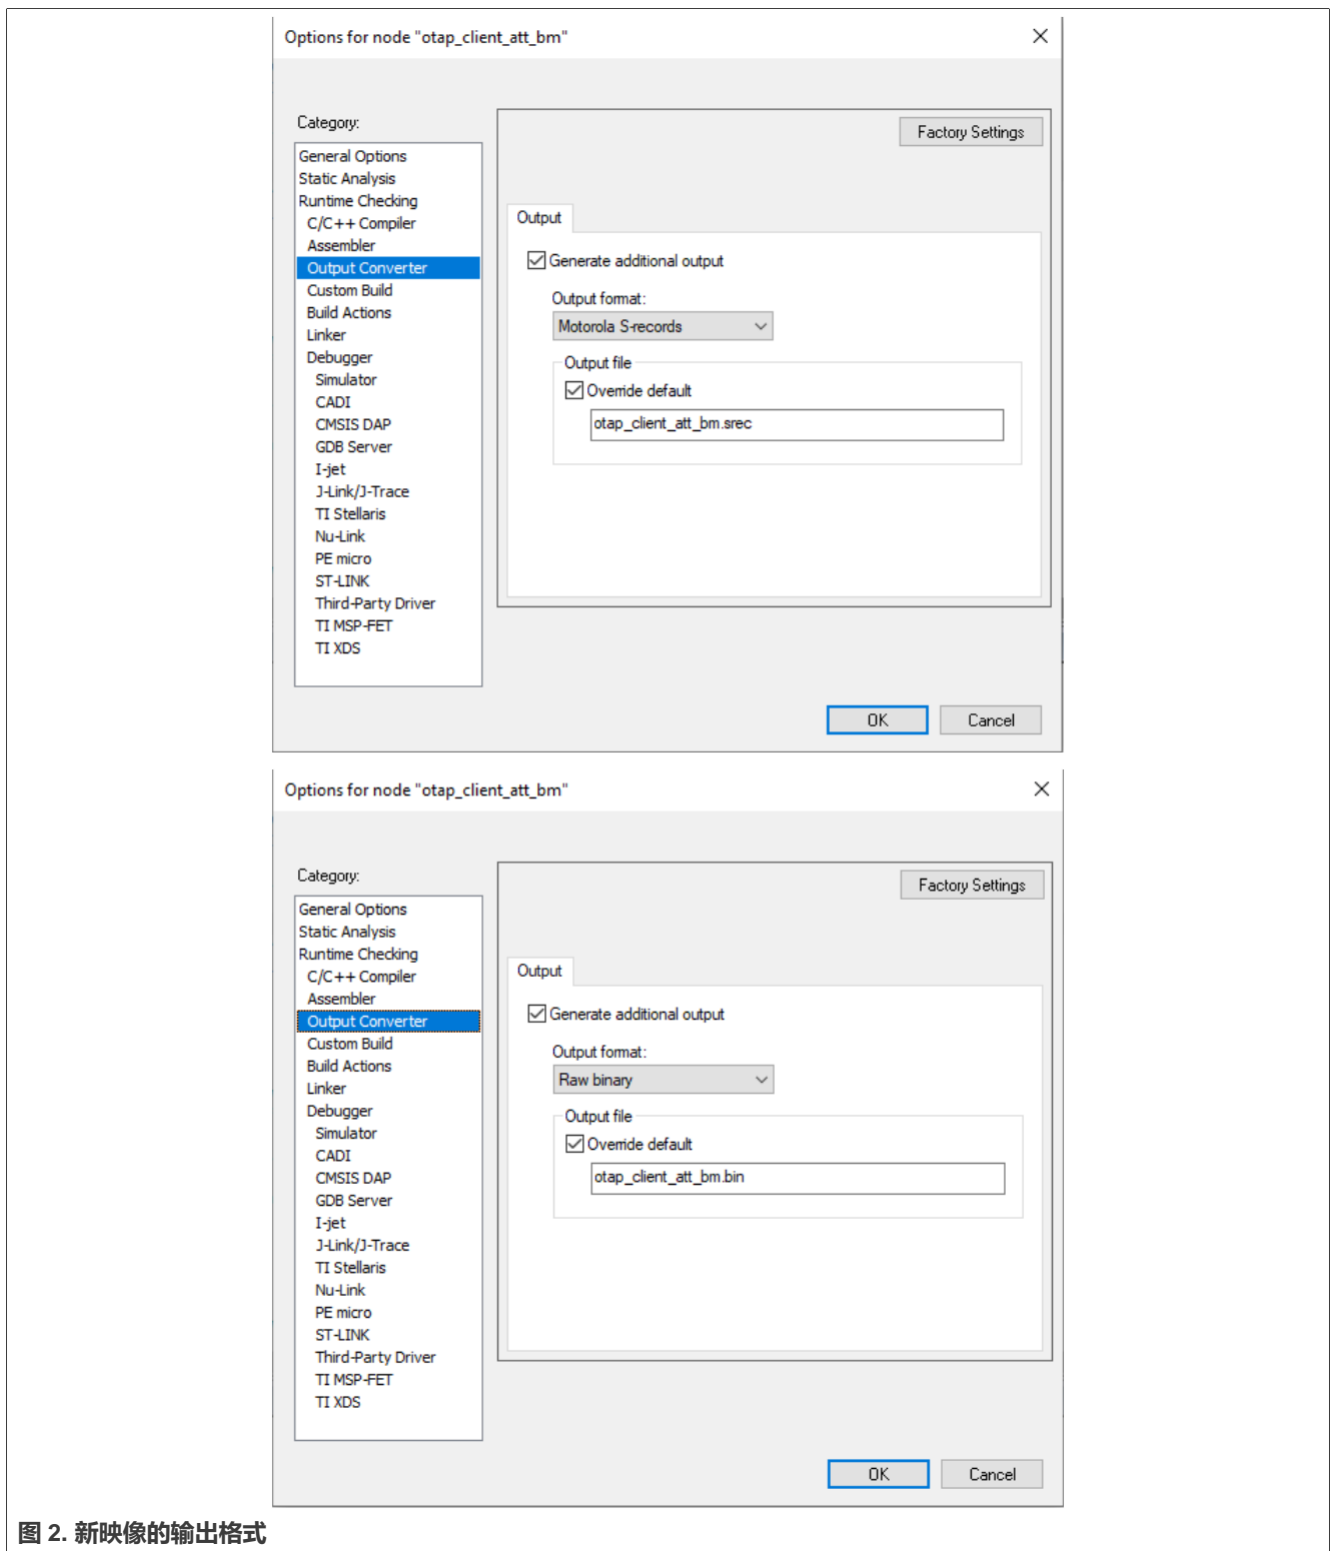 Options for node "otap_client_att_bm"
Category:
Factory Settings
General Options
Static Analysis
Runtime Checking
C/C++ Compiler
Assembler
Output Converter
Custom Build
Build Actions
Linker
Debugger
Simulator
CADI
CMSIS DAP
GDB Server
I-jet
J-Link/J-Trace
TI Stellaris
Nu-Link
PE micro
ST-LINK
Third-Party Driver
TI MSP-FET
TI XDS
Output
Generate additional output
Output format:
Motorola S-records
Output file
Override default
otap_client_att_bm.srec
OK
Cancel
Options for node "otap_client_att_bm"
Category:
Factory Settings
General Options
Static Analysis
Runtime Checking
C/C++ Compiler
Assembler
Output Converter
Custom Build
Build Actions
Linker
Debugger
Simulator
CADI
CMSIS DAP
GDB Server
I-jet
J-Link/J-Trace
TI Stellaris
Nu-Link
PE micro
ST-LINK
Third-Party Driver
TI MSP-FET
TI XDS
Output
Generate additional output
Output format:
Raw binary
Output file
Override default
otap_client_att_bm.bin
OK
Cancel
图 2. 新映像的输出格式